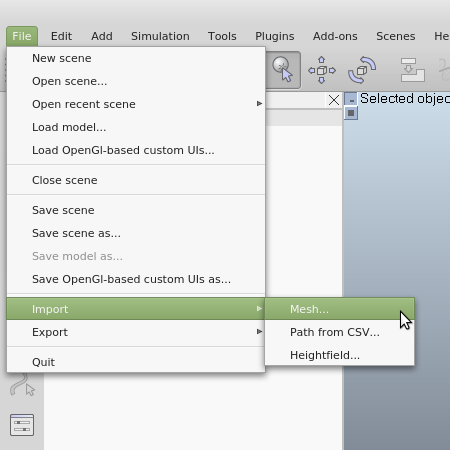 File Edit Add Simulation Tools Plugins Add-ons Scenes He
New scene
Open scene...
Open recent scene
Load model...
Load OpenGl-based custom UIs...
Close scene
Save scene
Save scene as...
Save model as...
Save OpenGl-based custom UIs as...
Import
Export
Quit
Mesh...
Path from CSV...
Heightfield...
Selected objec